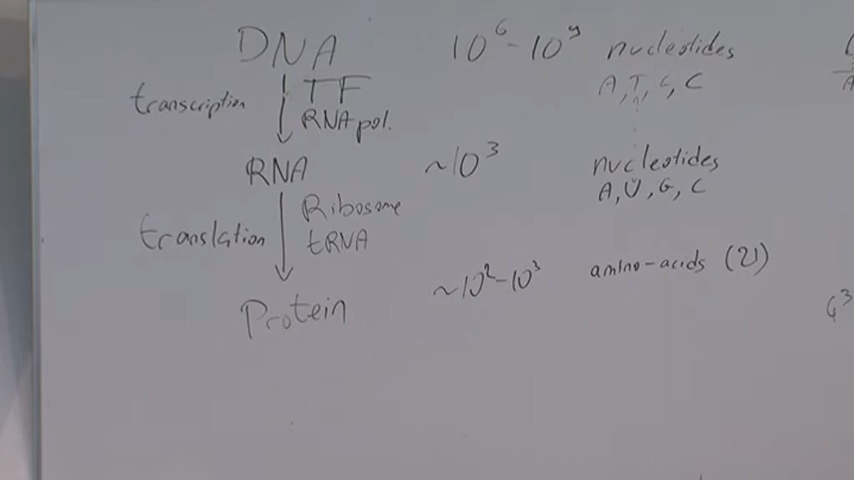 DNA 10⁶-10⁹ nucleotides
A, T, G, C
transcription TF
RNA pol.
RNA ~10³ nucleotides
A, U, G, C
translation Ribosome
tRNA
Protein ~10²-10³ amino-acids (21)
4³